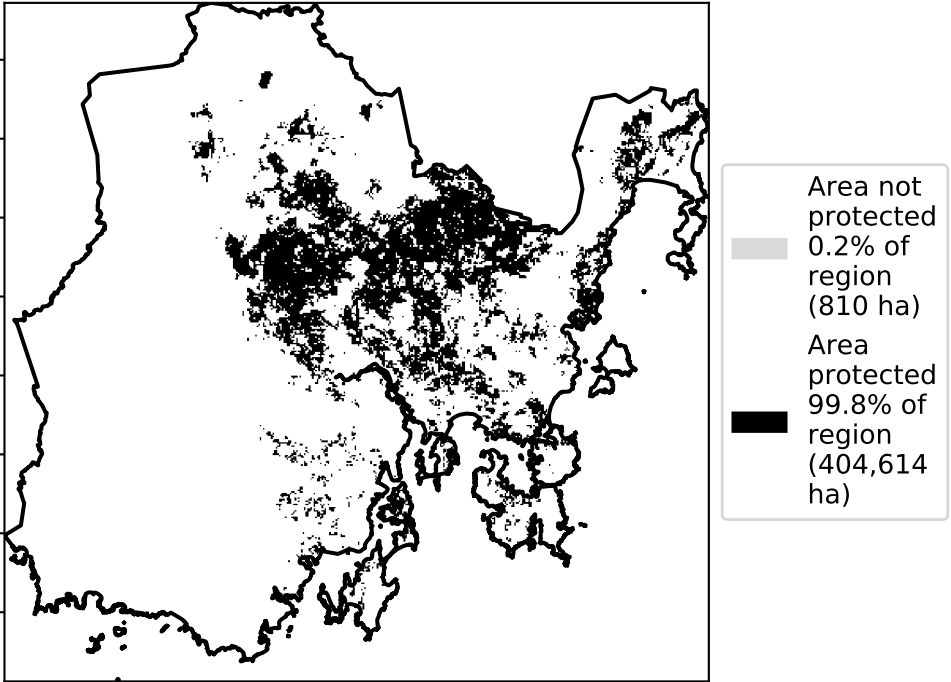 Area not
protected
0.2% of
region
(810 ha)
Area
protected
99.8% of
region
(404,614
ha)